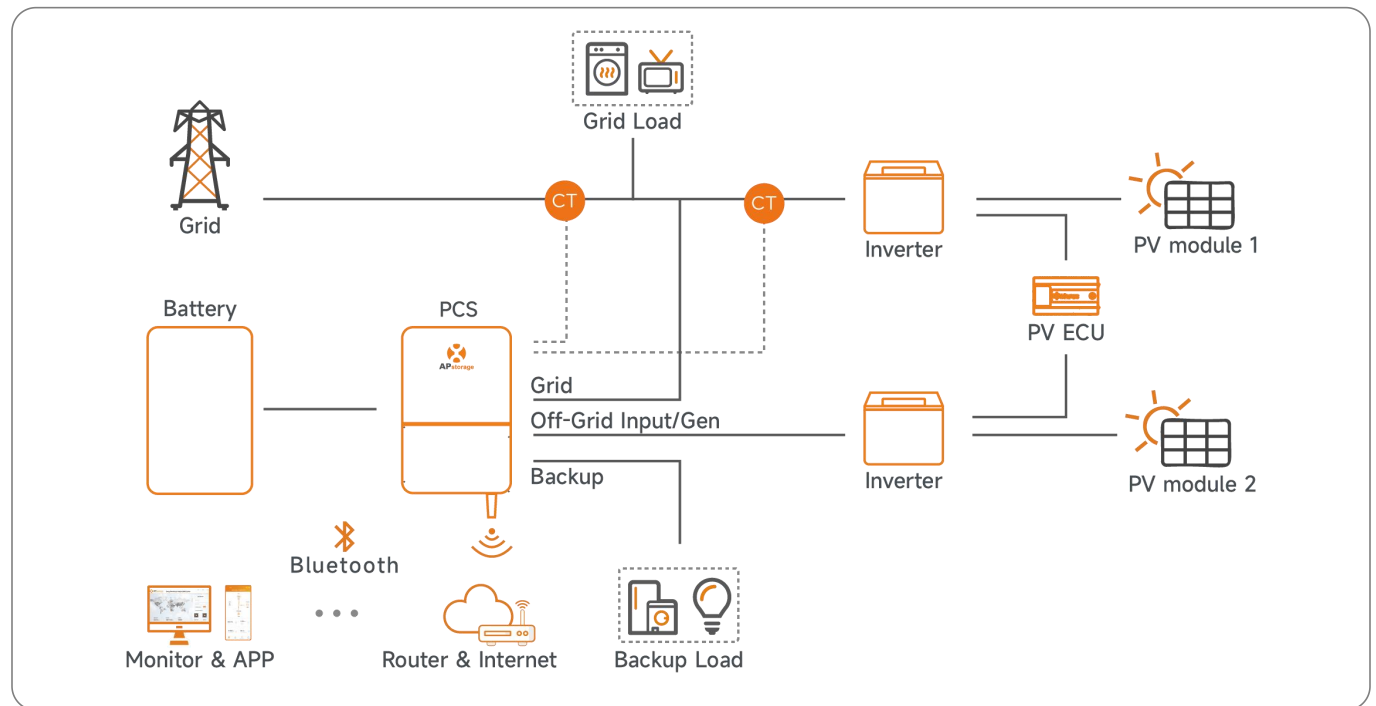 Grid Load
CT
CT
Grid
Inverter
PV module 1
PV ECU
Battery
PCS
APstorage
Grid
Off-Grid Input/Gen
Backup
Inverter
PV module 2
Bluetooth
Monitor & APP
Router & Internet
Backup Load